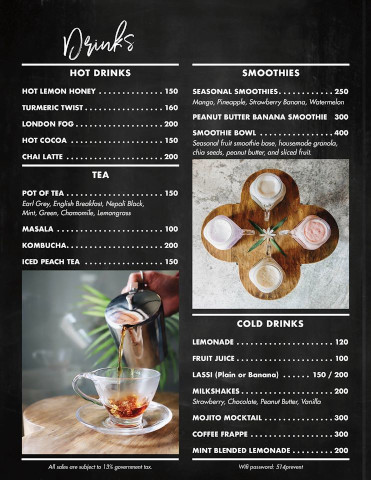 Drinks
HOT DRINKS
HOT LEMON HONEY . . . . . . . . . . . . . 150
TURMERIC TWIST . . . . . . . . . . . . . . . . 160
LONDON FOG . . . . . . . . . . . . . . . . . . 200
HOT COCOA . . . . . . . . . . . . . . . . . . . 150
CHAI LATTE . . . . . . . . . . . . . . . . . . . . 200
TEA
POT OF TEA . . . . . . . . . . . . . . . . . . . . 150
Earl Grey, English Breakfast, Nepali Black,
Mint, Green, Chamomile, Lemongrass
MASALA . . . . . . . . . . . . . . . . . . . . . . 100
KOMBUCHA. . . . . . . . . . . . . . . . . . . . 200
ICED PEACH TEA . . . . . . . . . . . . . . . . 150
All sales are subject to 13% government tax.
SMOOTHIES
SEASONAL SMOOTHIES . . . . . . . . . . . 250
Mango, Pineapple, Strawberry Banana, Watermelon
PEANUT BUTTER BANANA SMOOTHIE 300
SMOOTHIE BOWL . . . . . . . . . . . . . . . 400
Seasonal fruit smoothie base, housemade granola,
chia seeds, peanut butter, and sliced fruit.
COLD DRINKS
LEMONADE . . . . . . . . . . . . . . . . . . . . 120
FRUIT JUICE . . . . . . . . . . . . . . . . . . . . 100
LASSI (Plain or Banana) . . . . . . 150 / 200
MILKSHAKES . . . . . . . . . . . . . . . . . . . 200
Strawberry, Chocolate, Peanut Butter, Vanilla
MOJITO MOCKTAIL . . . . . . . . . . . . . . 300
COFFEE FRAPPE . . . . . . . . . . . . . . . . . 300
MINT BLENDED LEMONADE . . . . . . . . 200
Wifi password: 514prevent